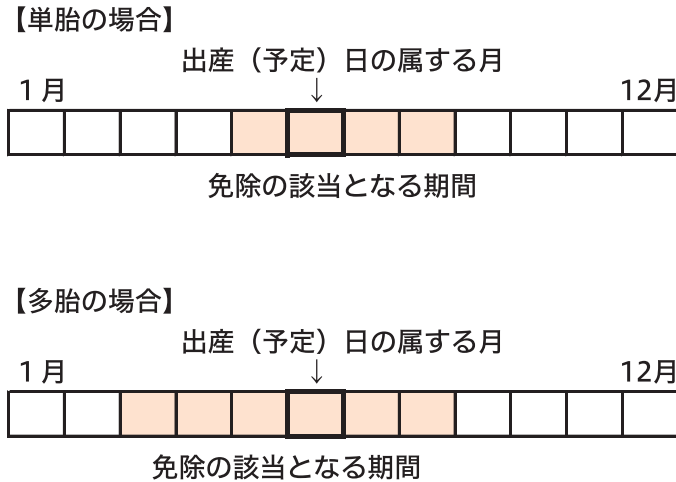 【単胎の場合】
出産（予定）日の属する月
1月
↓
12月
免除の該当となる期間
【多胎の場合】
出産（予定）日の属する月
1月
↓
12月
免除の該当となる期間